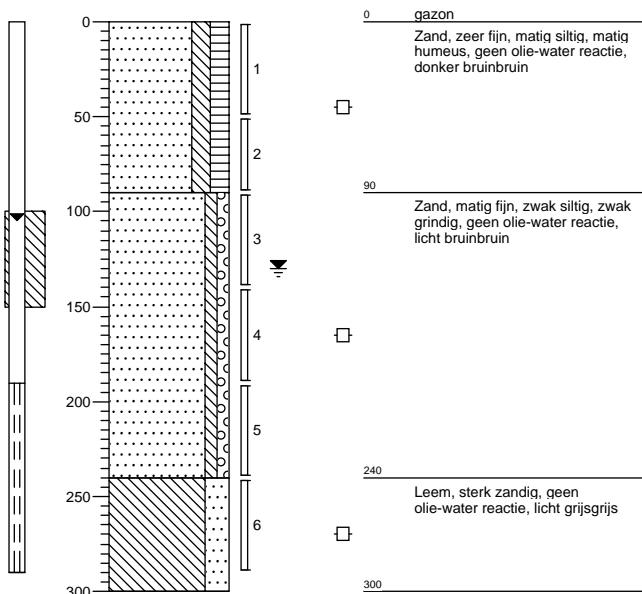 0
50
100
150
200
250
300
1
2
3
4
5
6
0
gazon
Zand, zeer fijn, matig siltig, matig
humeus, geen olie-water reactie,
donker bruinbruin
90
Zand, matig fijn, zwak siltig, zwak
grindig, geen olie-water reactie,
licht bruinbruin
240
Leem, sterk zandig, geen
olie-water reactie, licht grijsgrijs
300